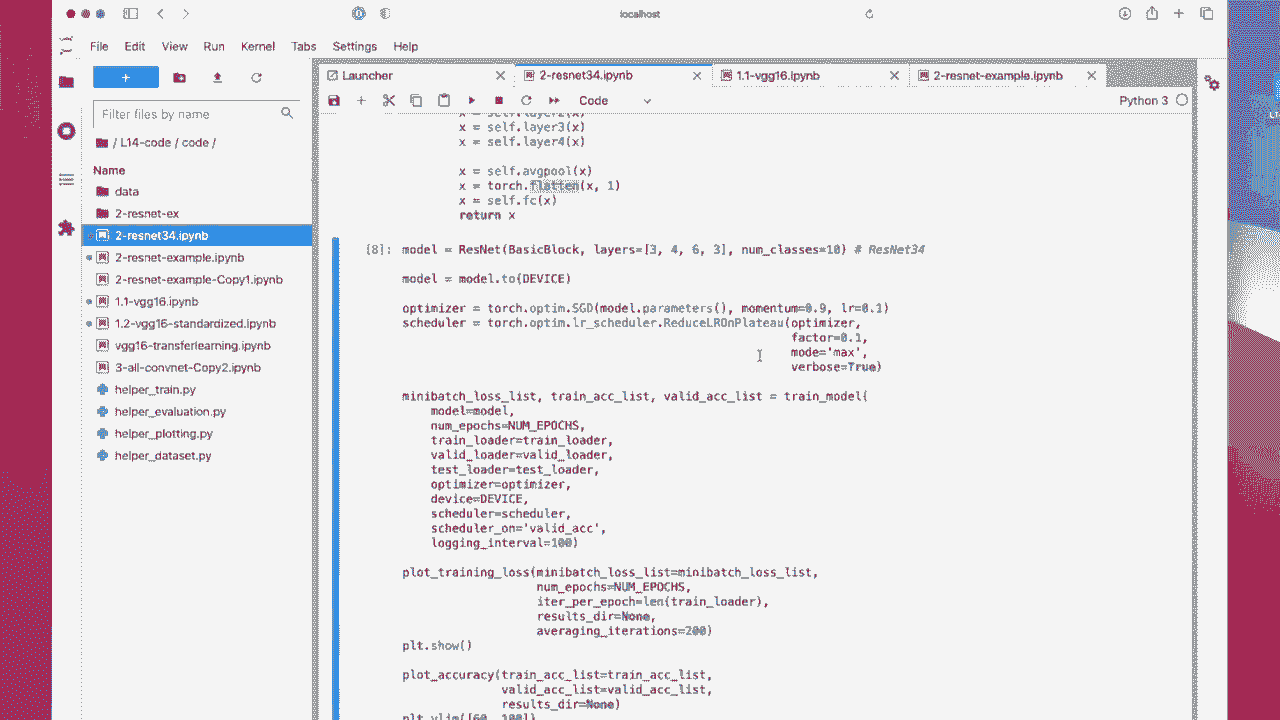 localhost
File Edit View Run Kernel Tabs Settings Help
Launcher
2-resnet34.ipynb
1.1-vgg16.ipynb
2-resnet-example.ipynb
Code
Python 3
Filter files by name
/ L14-code / code /
Name
data
2-resnet-ex
2-resnet34.ipynb
2-resnet-example.ipynb
2-resnet-example-Copy1.ipynb
1.1-vgg16.ipynb
1.2-vgg16-standardized.ipynb
vgg16-transferlearning.ipynb
3-all-convnet-Copy2.ipynb
helper_train.py
helper_evaluation.py
helper_plotting.py
helper_dataset.py
x = self.layer2(x)
x = self.layer3(x)
x = self.layer4(x)
x = self.avgpool(x)
x = torch.flatten(x, 1)
x = self.fc(x)
return x
[8]: model = ResNet(BasicBlock, layers=[3, 4, 6, 3], num_classes=10) # ResNet34
model = model.to(DEVICE)
optimizer = torch.optim.SGD(model.parameters(), momentum=0.9, lr=0.1)
scheduler = torch.optim.lr_scheduler.ReduceLROnPlateau(optimizer,
factor=0.1,
mode='max',
verbose=True)
minibatch_loss_list, train_acc_list, valid_acc_list = train_model(
model=model,
num_epochs=NUM_EPOCHS,
train_loader=train_loader,
valid_loader=valid_loader,
test_loader=test_loader,
optimizer=optimizer,
device=DEVICE,
scheduler=scheduler,
scheduler_on='valid_acc',
logging_interval=100)
plot_training_loss(minibatch_loss_list=minibatch_loss_list,
num_epochs=NUM_EPOCHS,
iter_per_epoch=len(train_loader),
results_dir=None,
averaging_iterations=200)
plt.show()
plot_accuracy(train_acc_list=train_acc_list,
valid_acc_list=valid_acc_list,
results_dir=None)
plt.ylim([60, 100])